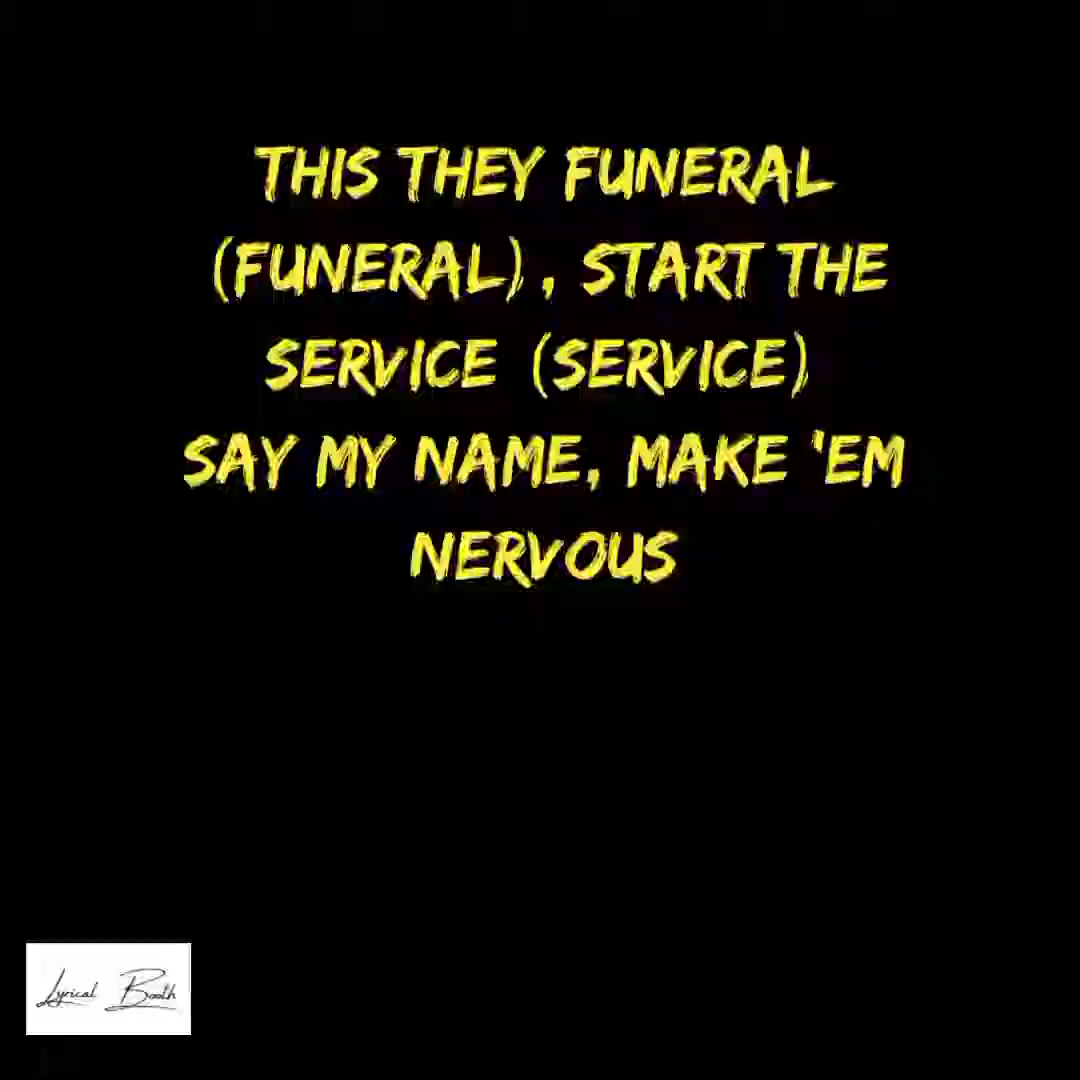 THIS THEY FUNERAL
(FUNERAL), START THE
SERVICE (SERVICE)
SAY MY NAME, MAKE 'EM
NERVOUS
Lyrical Booth